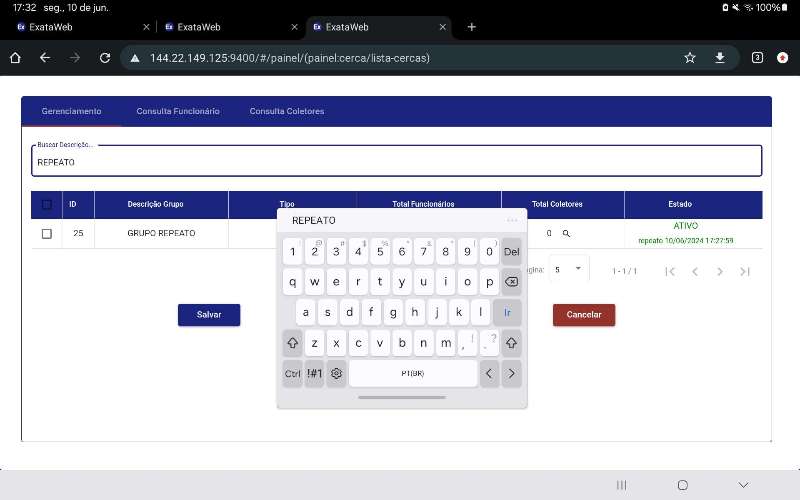 17:32 seg., 10 de jun. 100%
ExataWeb ExataWeb ExataWeb
144.22.149.125:9400/#/painel/(painel:cerca/lista-cercas) 3
Gerenciamento Consulta Funcionário Consulta Coletores
Buscar Descrição...
REPEATO
ID Descrição Grupo Tipo Total Funcionários Total Coletores Estado
25 GRUPO REPEATO 0 ATIVO
repeato 10/06/2024 17:27:59
5 1 - 1 / 1
Salvar Cancelar
REPEATO ...
1 2 3 4 5 6 7 8 9 0 Del
q w e r t y u i o p
a s d f g h j k l Ir
z x c v b n m , ! . ?
Ctrl !#1 PT(BR) < >